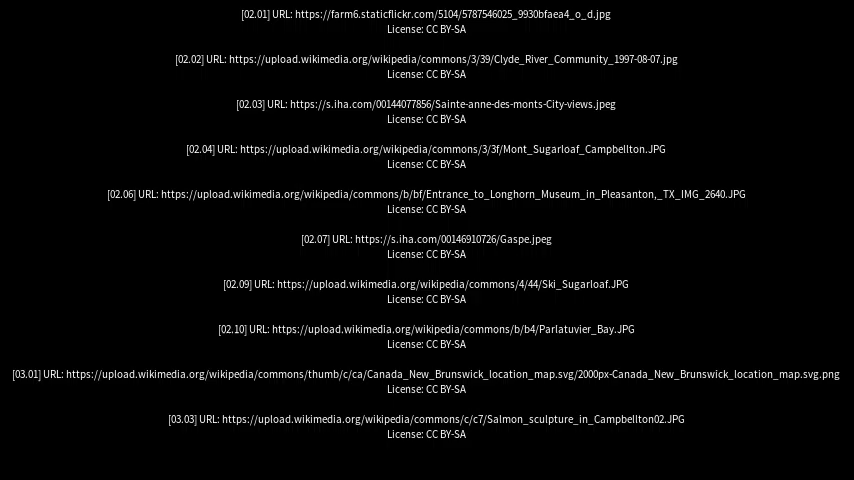 [02.01] URL: https://farm6.staticflickr.com/5104/5787546025_9930bfaea4_o_d.jpg
License: CC BY-SA
[02.02] URL: https://upload.wikimedia.org/wikipedia/commons/3/39/Clyde_River_Community_1997-08-07.jpg
License: CC BY-SA
[02.03] URL: https://s.iha.com/00144077856/Sainte-anne-des-monts-City-views.jpeg
License: CC BY-SA
[02.04] URL: https://upload.wikimedia.org/wikipedia/commons/3/3f/Mont_Sugarloaf_Campbellton.JPG
License: CC BY-SA
[02.06] URL: https://upload.wikimedia.org/wikipedia/commons/b/bf/Entrance_to_Longhorn_Museum_in_Pleasanton,_TX_IMG_2640.JPG
License: CC BY-SA
[02.07] URL: https://s.iha.com/00146910726/Gaspe.jpeg
License: CC BY-SA
[02.09] URL: https://upload.wikimedia.org/wikipedia/commons/4/44/Ski_Sugarloaf.JPG
License: CC BY-SA
[02.10] URL: https://upload.wikimedia.org/wikipedia/commons/b/b4/Parlatuvier_Bay.JPG
License: CC BY-SA
[03.01] URL: https://upload.wikimedia.org/wikipedia/commons/thumb/c/ca/Canada_New_Brunswick_location_map.svg/2000px-Canada_New_Brunswick_location_map.svg.png
License: CC BY-SA
[03.03] URL: https://upload.wikimedia.org/wikipedia/commons/c/c7/Salmon_sculpture_in_Campbellton02.JPG
License: CC BY-SA